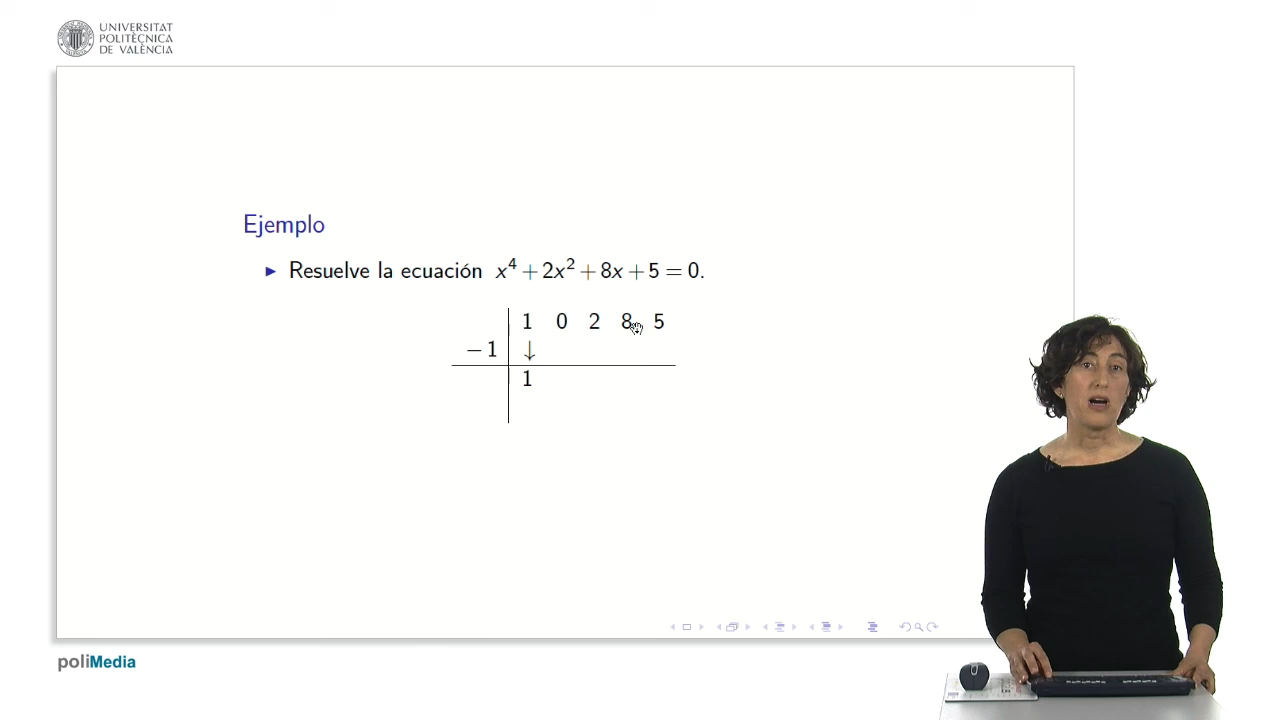 UNIVERSITAT
POLITÈCNICA
DE VALÈNCIA
Ejemplo
▶ Resuelve la ecuación x⁴ + 2x² + 8x + 5 = 0.
1 0 2 8 5
−1 ↓
1
poliMedia